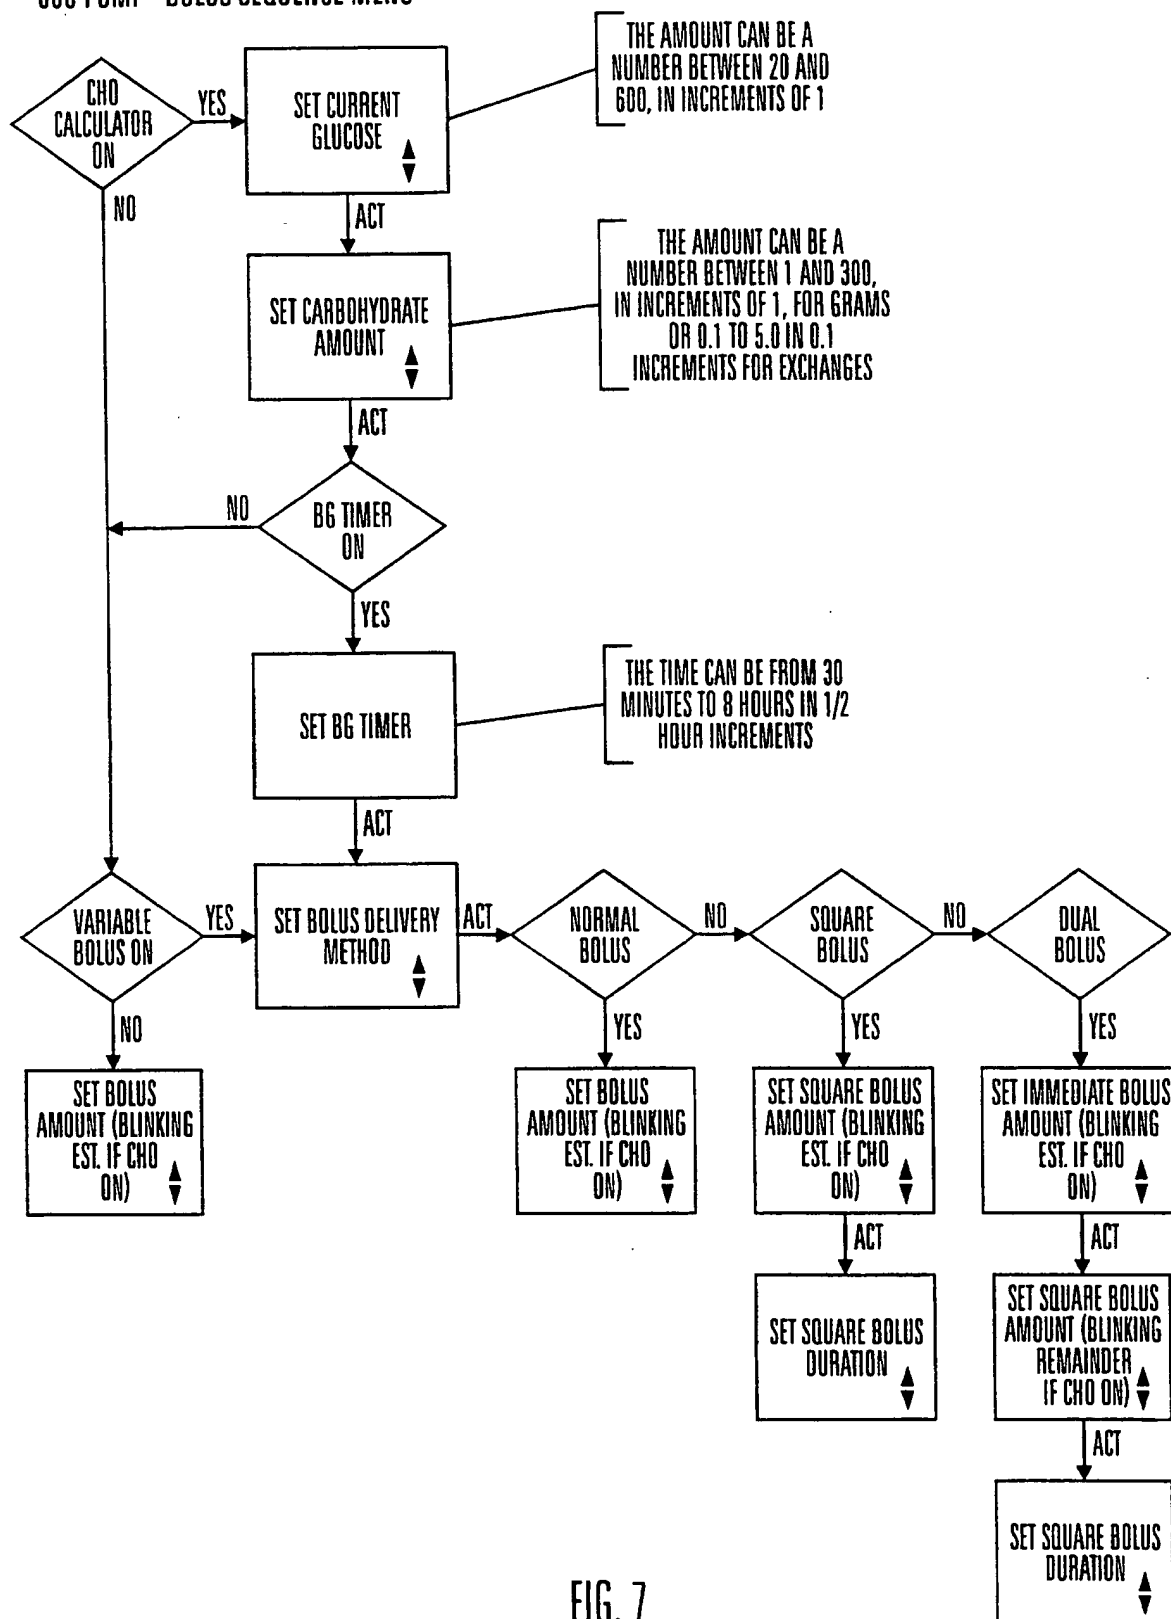 PUMP - BOLUS SEQUENCE MENU
CHO
CALCULATOR
ON
YES
NO
SET CURRENT
GLUCOSE
THE AMOUNT CAN BE A
NUMBER BETWEEN 20 AND
600, IN INCREMENTS OF 1
ACT
SET CARBOHYDRATE
AMOUNT
THE AMOUNT CAN BE A
NUMBER BETWEEN 1 AND 300,
IN INCREMENTS OF 1, FOR GRAMS
OR 0.1 TO 5.0 IN 0.1
INCREMENTS FOR EXCHANGES
ACT
BG TIMER
ON
NO
YES
SET BG TIMER
THE TIME CAN BE FROM 30
MINUTES TO 8 HOURS IN 1/2
HOUR INCREMENTS
ACT
VARIABLE
BOLUS ON
YES
NO
SET BOLUS DELIVERY
METHOD
ACT
NORMAL
BOLUS
NO
YES
SQUARE
BOLUS
NO
YES
DUAL
BOLUS
YES
SET BOLUS
AMOUNT (BLINKING
EST. IF CHO
ON)
SET BOLUS
AMOUNT (BLINKING
EST. IF CHO
ON)
SET SQUARE BOLUS
AMOUNT (BLINKING
EST. IF CHO
ON)
SET IMMEDIATE BOLUS
AMOUNT (BLINKING
EST. IF CHO
ON)
ACT
ACT
SET SQUARE BOLUS
DURATION
SET SQUARE BOLUS
AMOUNT (BLINKING
REMAINDER
IF CHO ON)
ACT
SET SQUARE BOLUS
DURATION
FIG. 7